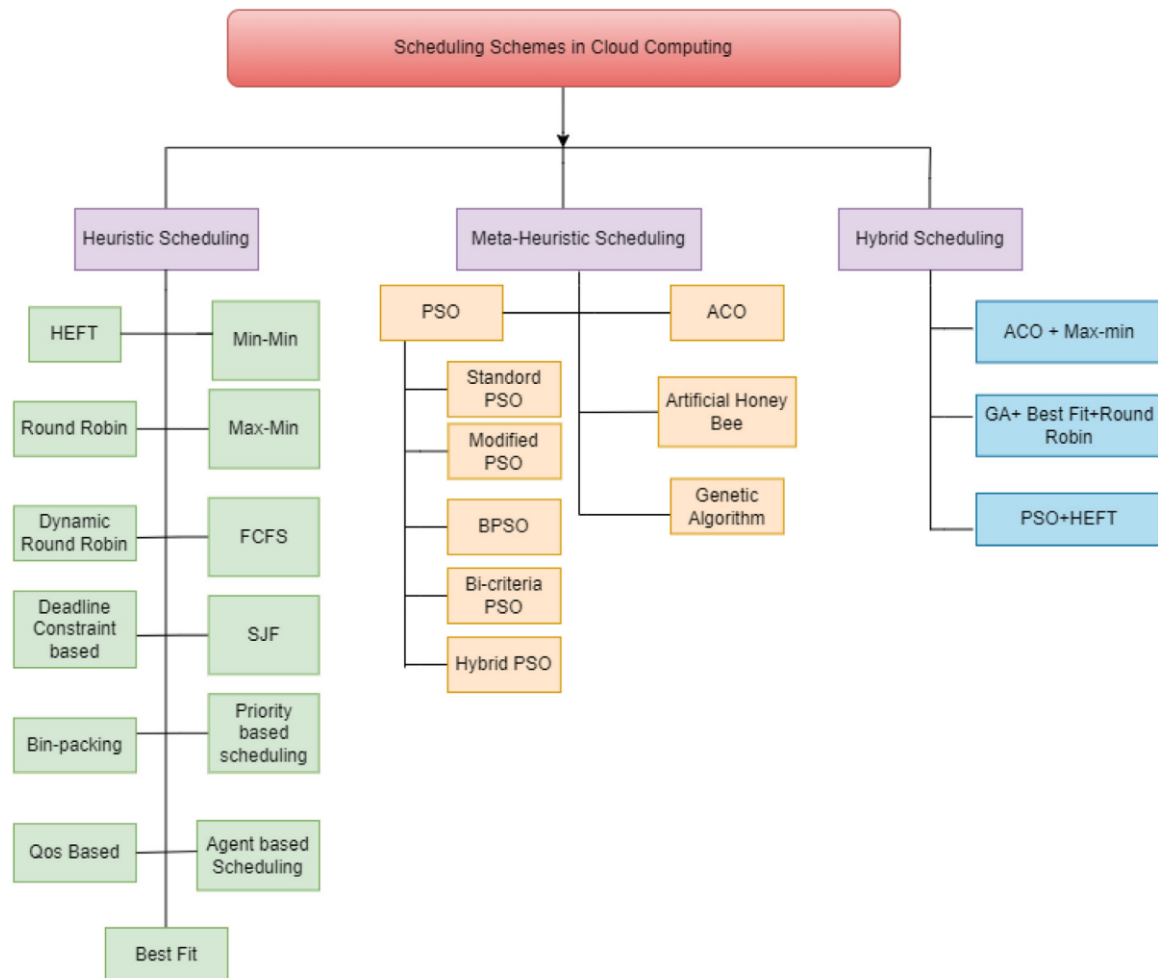 Scheduling Schemes in Cloud Computing
Heuristic Scheduling
Meta-Heuristic Scheduling
Hybrid Scheduling
HEFT
Min-Min
Round Robin
Max-Min
Dynamic
Round Robin
FCFS
Deadline
Constraint
based
SJF
Bin-packing
Priority
based
scheduling
Qos Based
Agent based
Scheduling
Best Fit
PSO
ACO
Standord
PSO
Modified
PSO
BPSO
Bi-criteria
PSO
Hybrid PSO
Artificial Honey
Bee
Genetic
Algorithm
ACO + Max-min
GA+ Best Fit+Round
Robin
PSO+HEFT